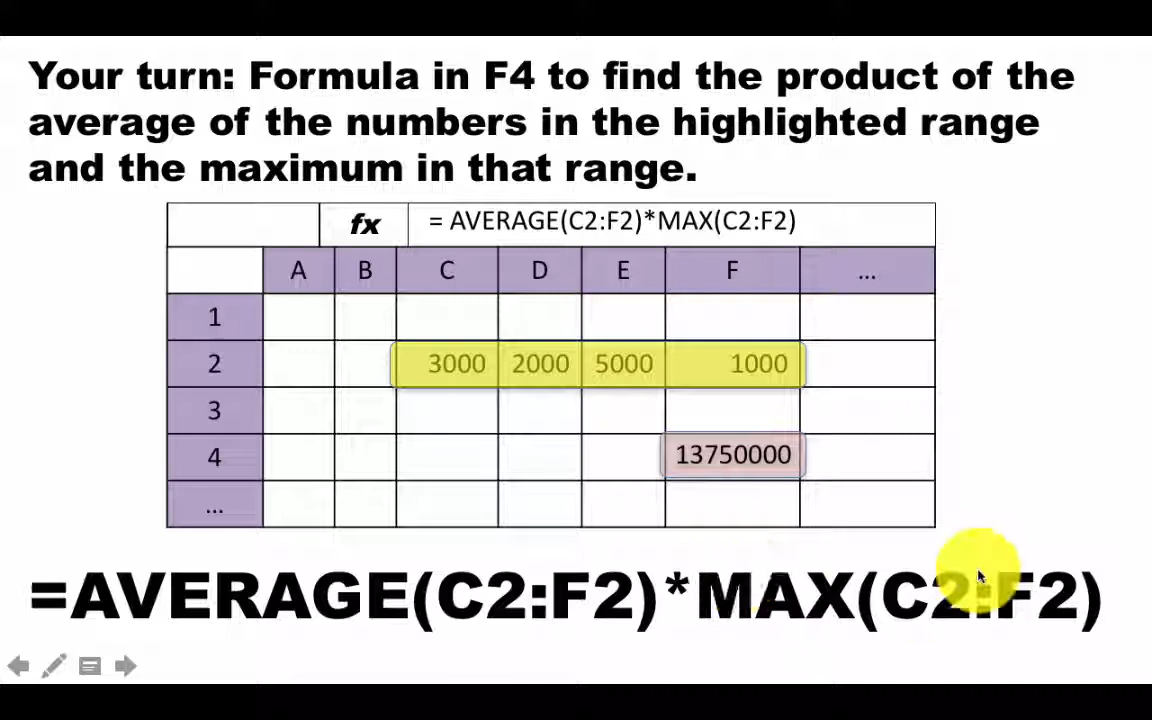 Your turn: Formula in F4 to find the product of the
average of the numbers in the highlighted range
and the maximum in that range.
fx = AVERAGE(C2:F2)*MAX(C2:F2)
A B C D E F ...
1
2 3000 2000 5000 1000
3
4 13750000
...
=AVERAGE(C2:F2)*MAX(C2:F2)